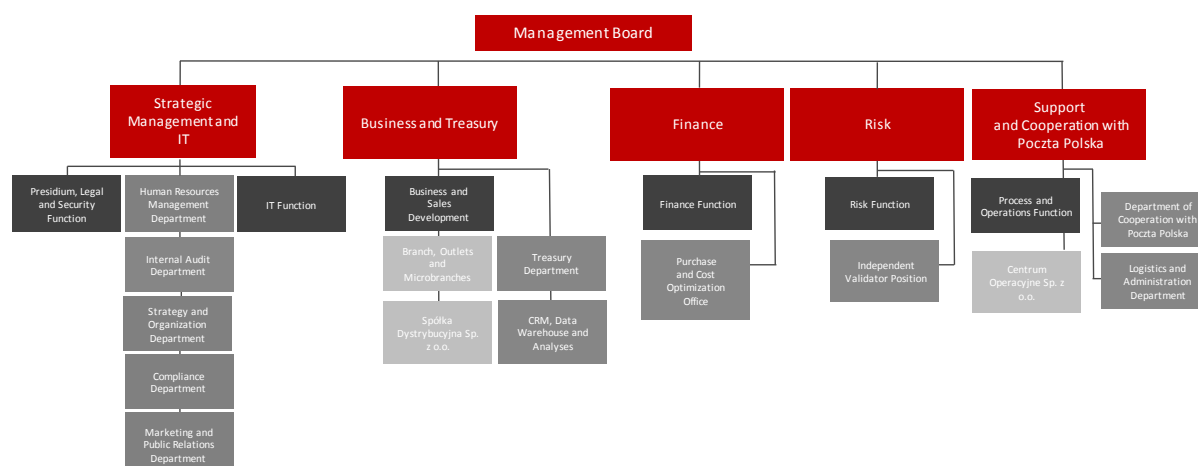 Management Board
Strategic
Management and
IT
Business and Treasury
Finance
Risk
Support
and Cooperation with
Poczta Polska
Presidium, Legal
and Security
Function
Human Resources
Management
Department
IT Function
Internal Audit
Department
Strategy and
Organization
Department
Compliance
Department
Marketing and
Public Relations
Department
Business and
Sales
Development
Branch, Outlets
and
Microbranches
Spółka
Dystrybucyjna Sp.
z o.o.
Treasury
Department
CRM, Data
Warehouse and
Analyses
Finance Function
Purchase
and Cost
Optimization
Office
Risk Function
Independent
Validator Position
Process and
Operations Function
Centrum
Operacyjne Sp. z
o.o.
Department of
Cooperation with
Poczta Polska
Logistics and
Administration
Department